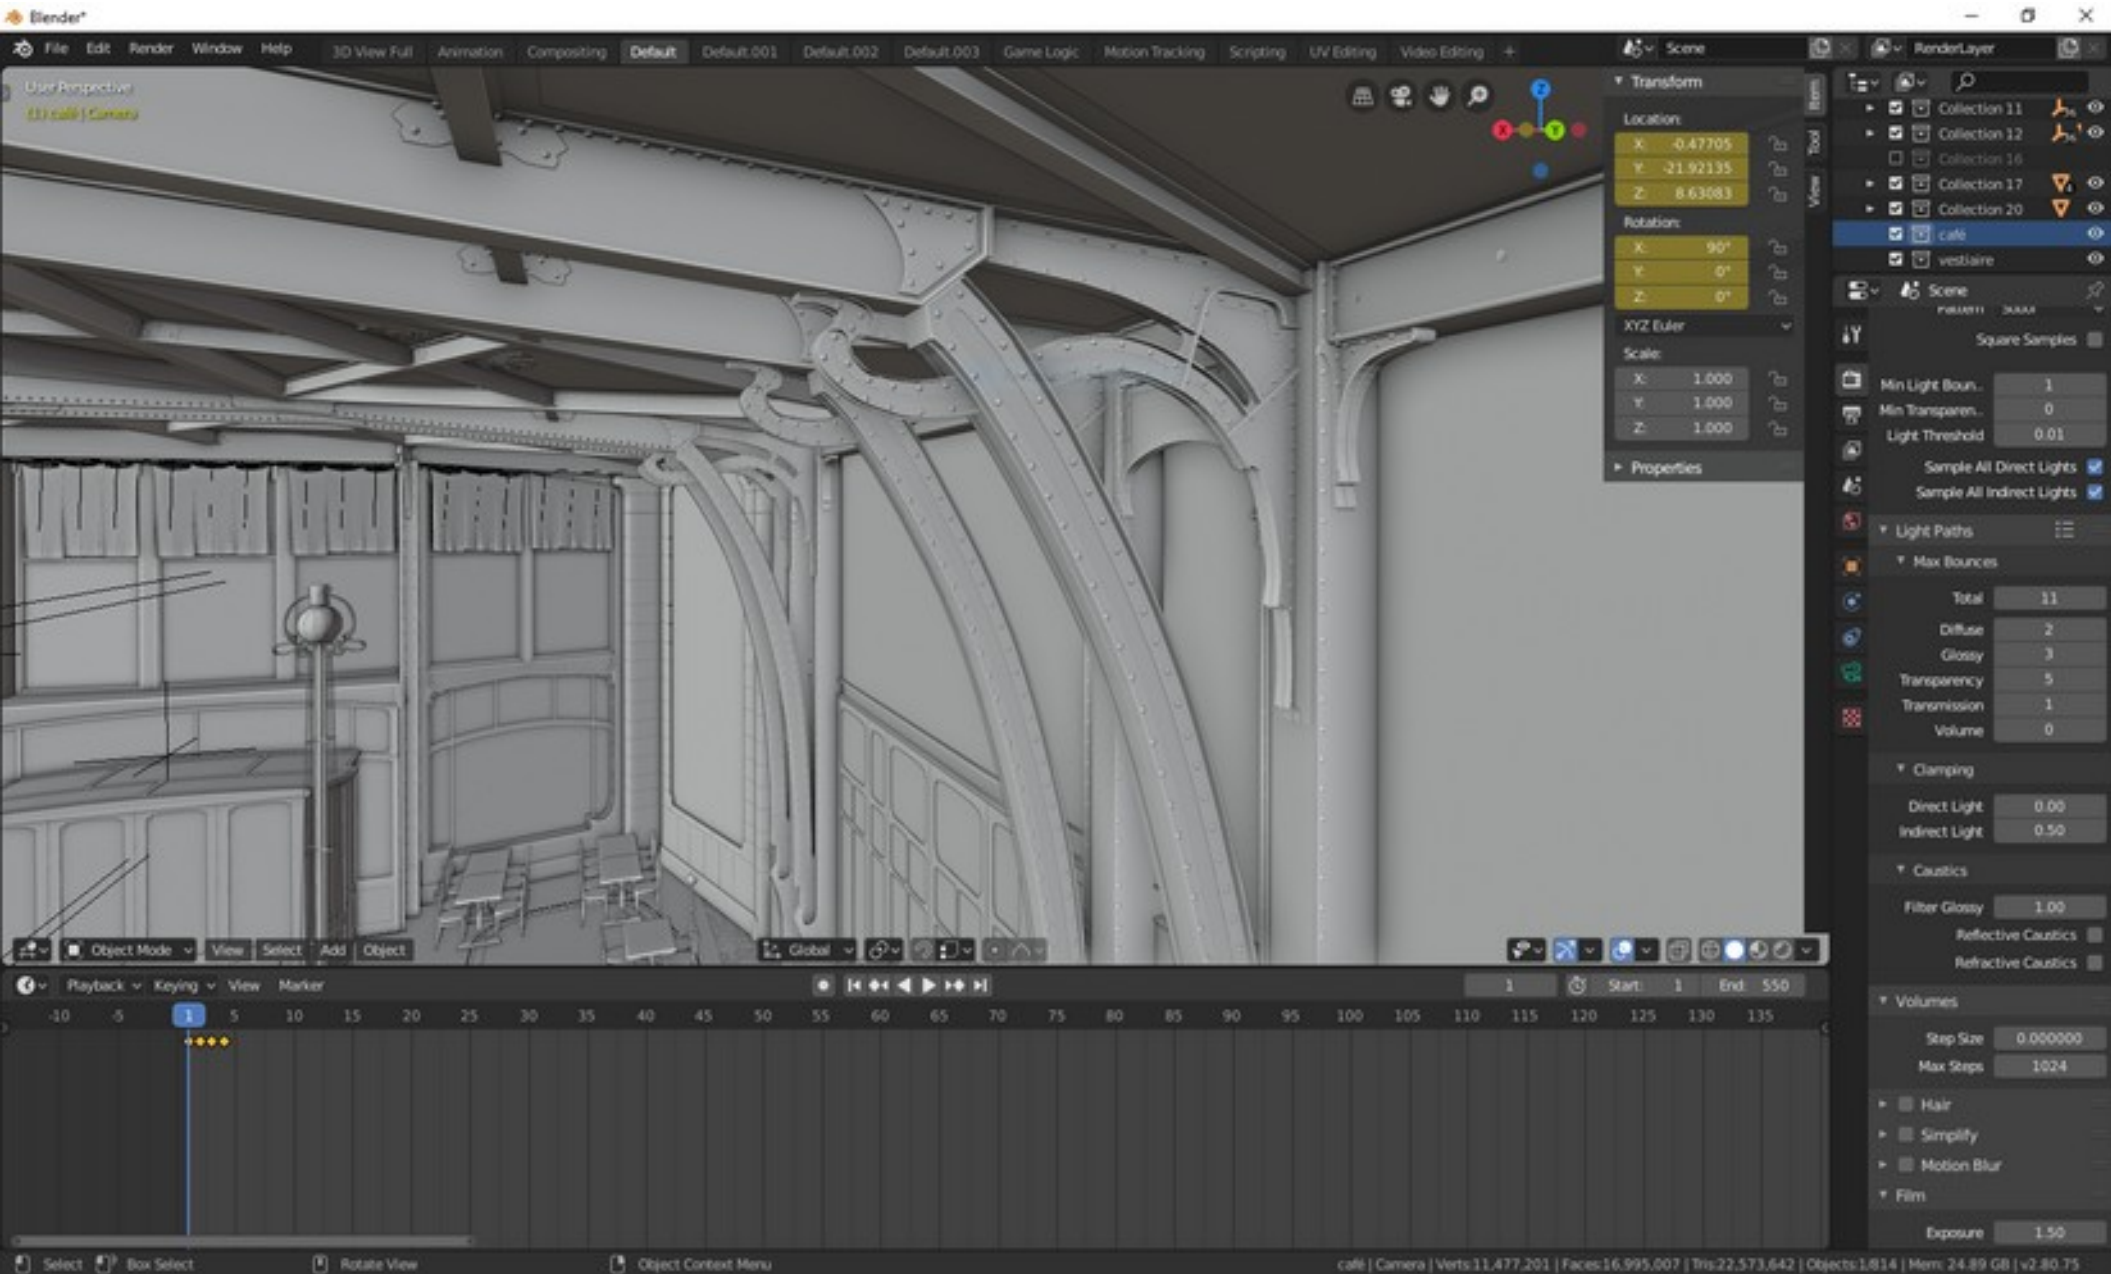 Blender*
File Edit Render Window Help 3D View Full Animation Compositing Default Default.001 Default.002 Default.003 Game Logic Motion Tracking Scripting UV Editing Video Editing + Scene RenderLayer
User Perspective
(1) café | Camera
Z
X
Y
Transform
Location:
X: -0.47705
Y: -21.92135
Z: 8.63083
Rotation:
X: 90°
Y: 0°
Z: 0°
XYZ Euler
Scale:
X: 1.000
Y: 1.000
Z: 1.000
Properties
Item
Tool
View
Collection 11
Collection 12
Collection 16
Collection 17
Collection 20
café
vestiaire
Scene
Pattern Sobol
Square Samples
Min Light Boun.. 1
Min Transparen.. 0
Light Threshold 0.01
Sample All Direct Lights
Sample All Indirect Lights
Light Paths
Max Bounces
Total 11
Diffuse 2
Glossy 3
Transparency 5
Transmission 1
Volume 0
Clamping
Direct Light 0.00
Indirect Light 0.50
Caustics
Filter Glossy 1.00
Reflective Caustics
Refractive Caustics
Volumes
Step Size 0.000000
Max Steps 1024
Hair
Simplify
Motion Blur
Film
Exposure 1.50
Object Mode View Select Add Object Global
Playback Keying View Marker 1 Start: 1 End: 550
-10 -5 1 5 10 15 20 25 30 35 40 45 50 55 60 65 70 75 80 85 90 95 100 105 110 115 120 125 130 135
Select Box Select Rotate View Object Context Menu café | Camera | Verts:11,477,201 | Faces:16,995,007 | Tris:22,573,642 | Objects:1/814 | Mem: 24.89 GB | v2.80.75